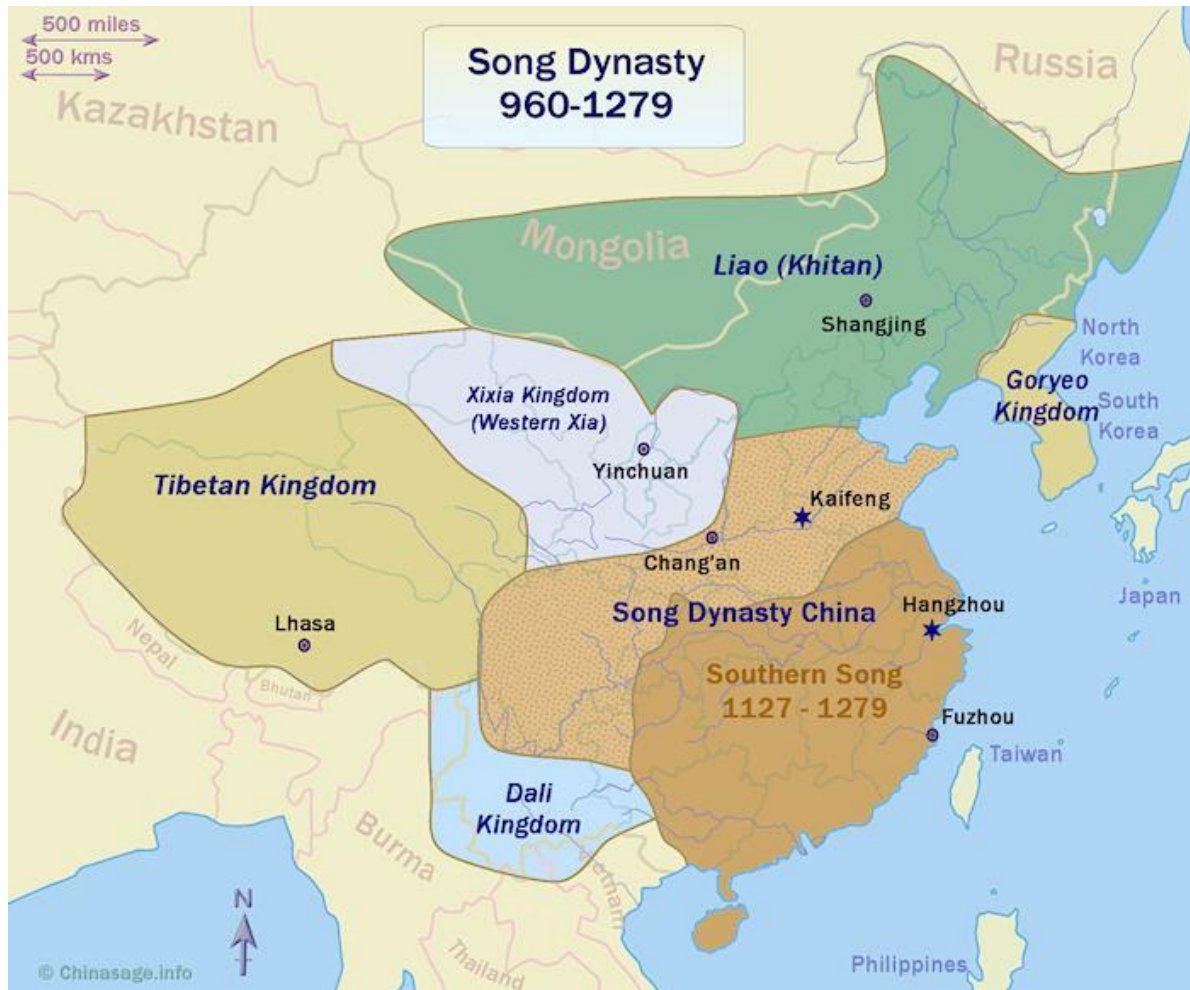 500 miles
500 kms
Song Dynasty
960-1279
Russia
Kazakhstan
Mongolia
Liao (Khitan)
Shangjing
North
Korea
Goryeo
Kingdom
South
Korea
Xixia Kingdom
(Western Xia)
Yinchuan
Tibetan Kingdom
Kaifeng
Chang'an
Japan
Song Dynasty China
Hangzhou
Lhasa
Nepal
Bhutan
Southern Song
1127 - 1279
Fuzhou
India
Taiwan
Dali
Kingdom
Burma
Vietnam
N
Thailand
Philippines
© Chinasage.info